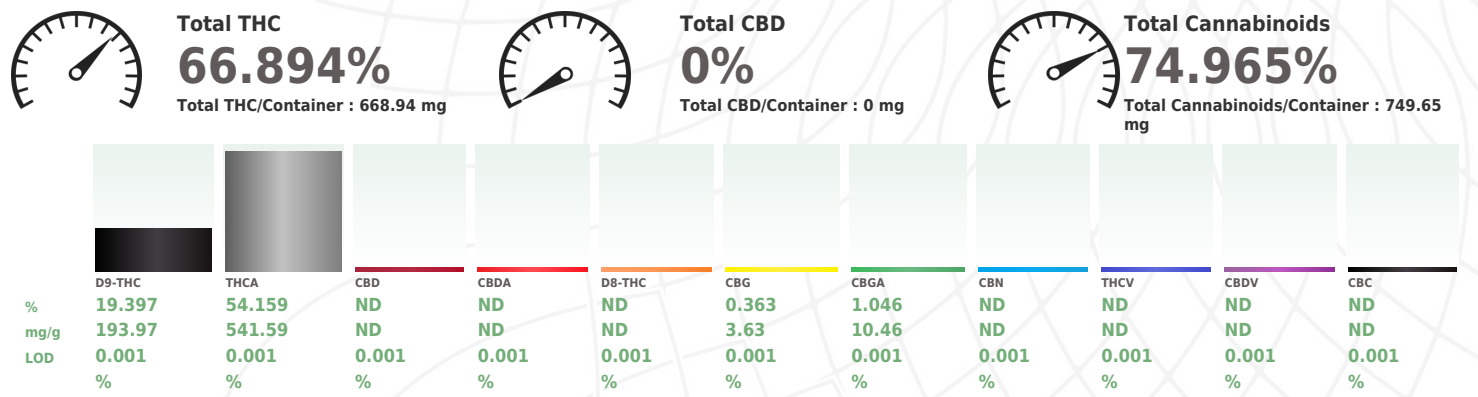 Total THC
66.894%
Total THC/Container : 668.94 mg
Total CBD
0%
Total CBD/Container : 0 mg
Total Cannabinoids
74.965%
Total Cannabinoids/Container : 749.65
mg
D9-THC THCA CBD CBDA D8-THC CBG CBGA CBN THCV CBDV CBC
% 19.397 54.159 ND ND ND 0.363 1.046 ND ND ND ND
mg/g 193.97 541.59 ND ND ND 3.63 10.46 ND ND ND ND
LOD 0.001 0.001 0.001 0.001 0.001 0.001 0.001 0.001 0.001 0.001 0.001
% % % % % % % % % % %